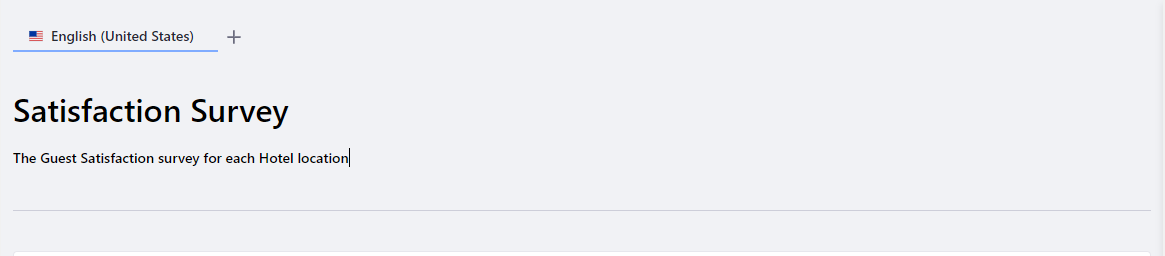 English (United States)
Satisfaction Survey
The Guest Satisfaction survey for each Hotel location